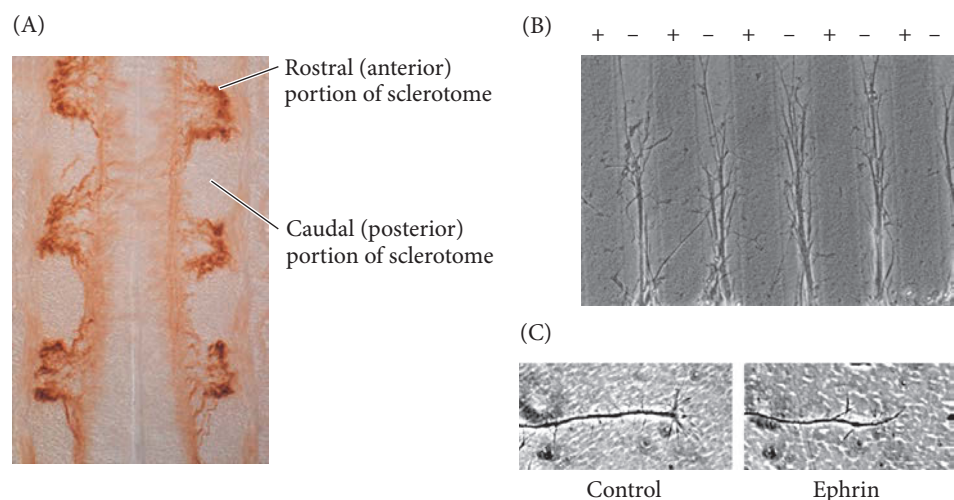 (A)
Rostral (anterior)
portion of sclerotome
Caudal (posterior)
portion of sclerotome
(B)
+ – + – + – + – + –
(C)
Control
Ephrin